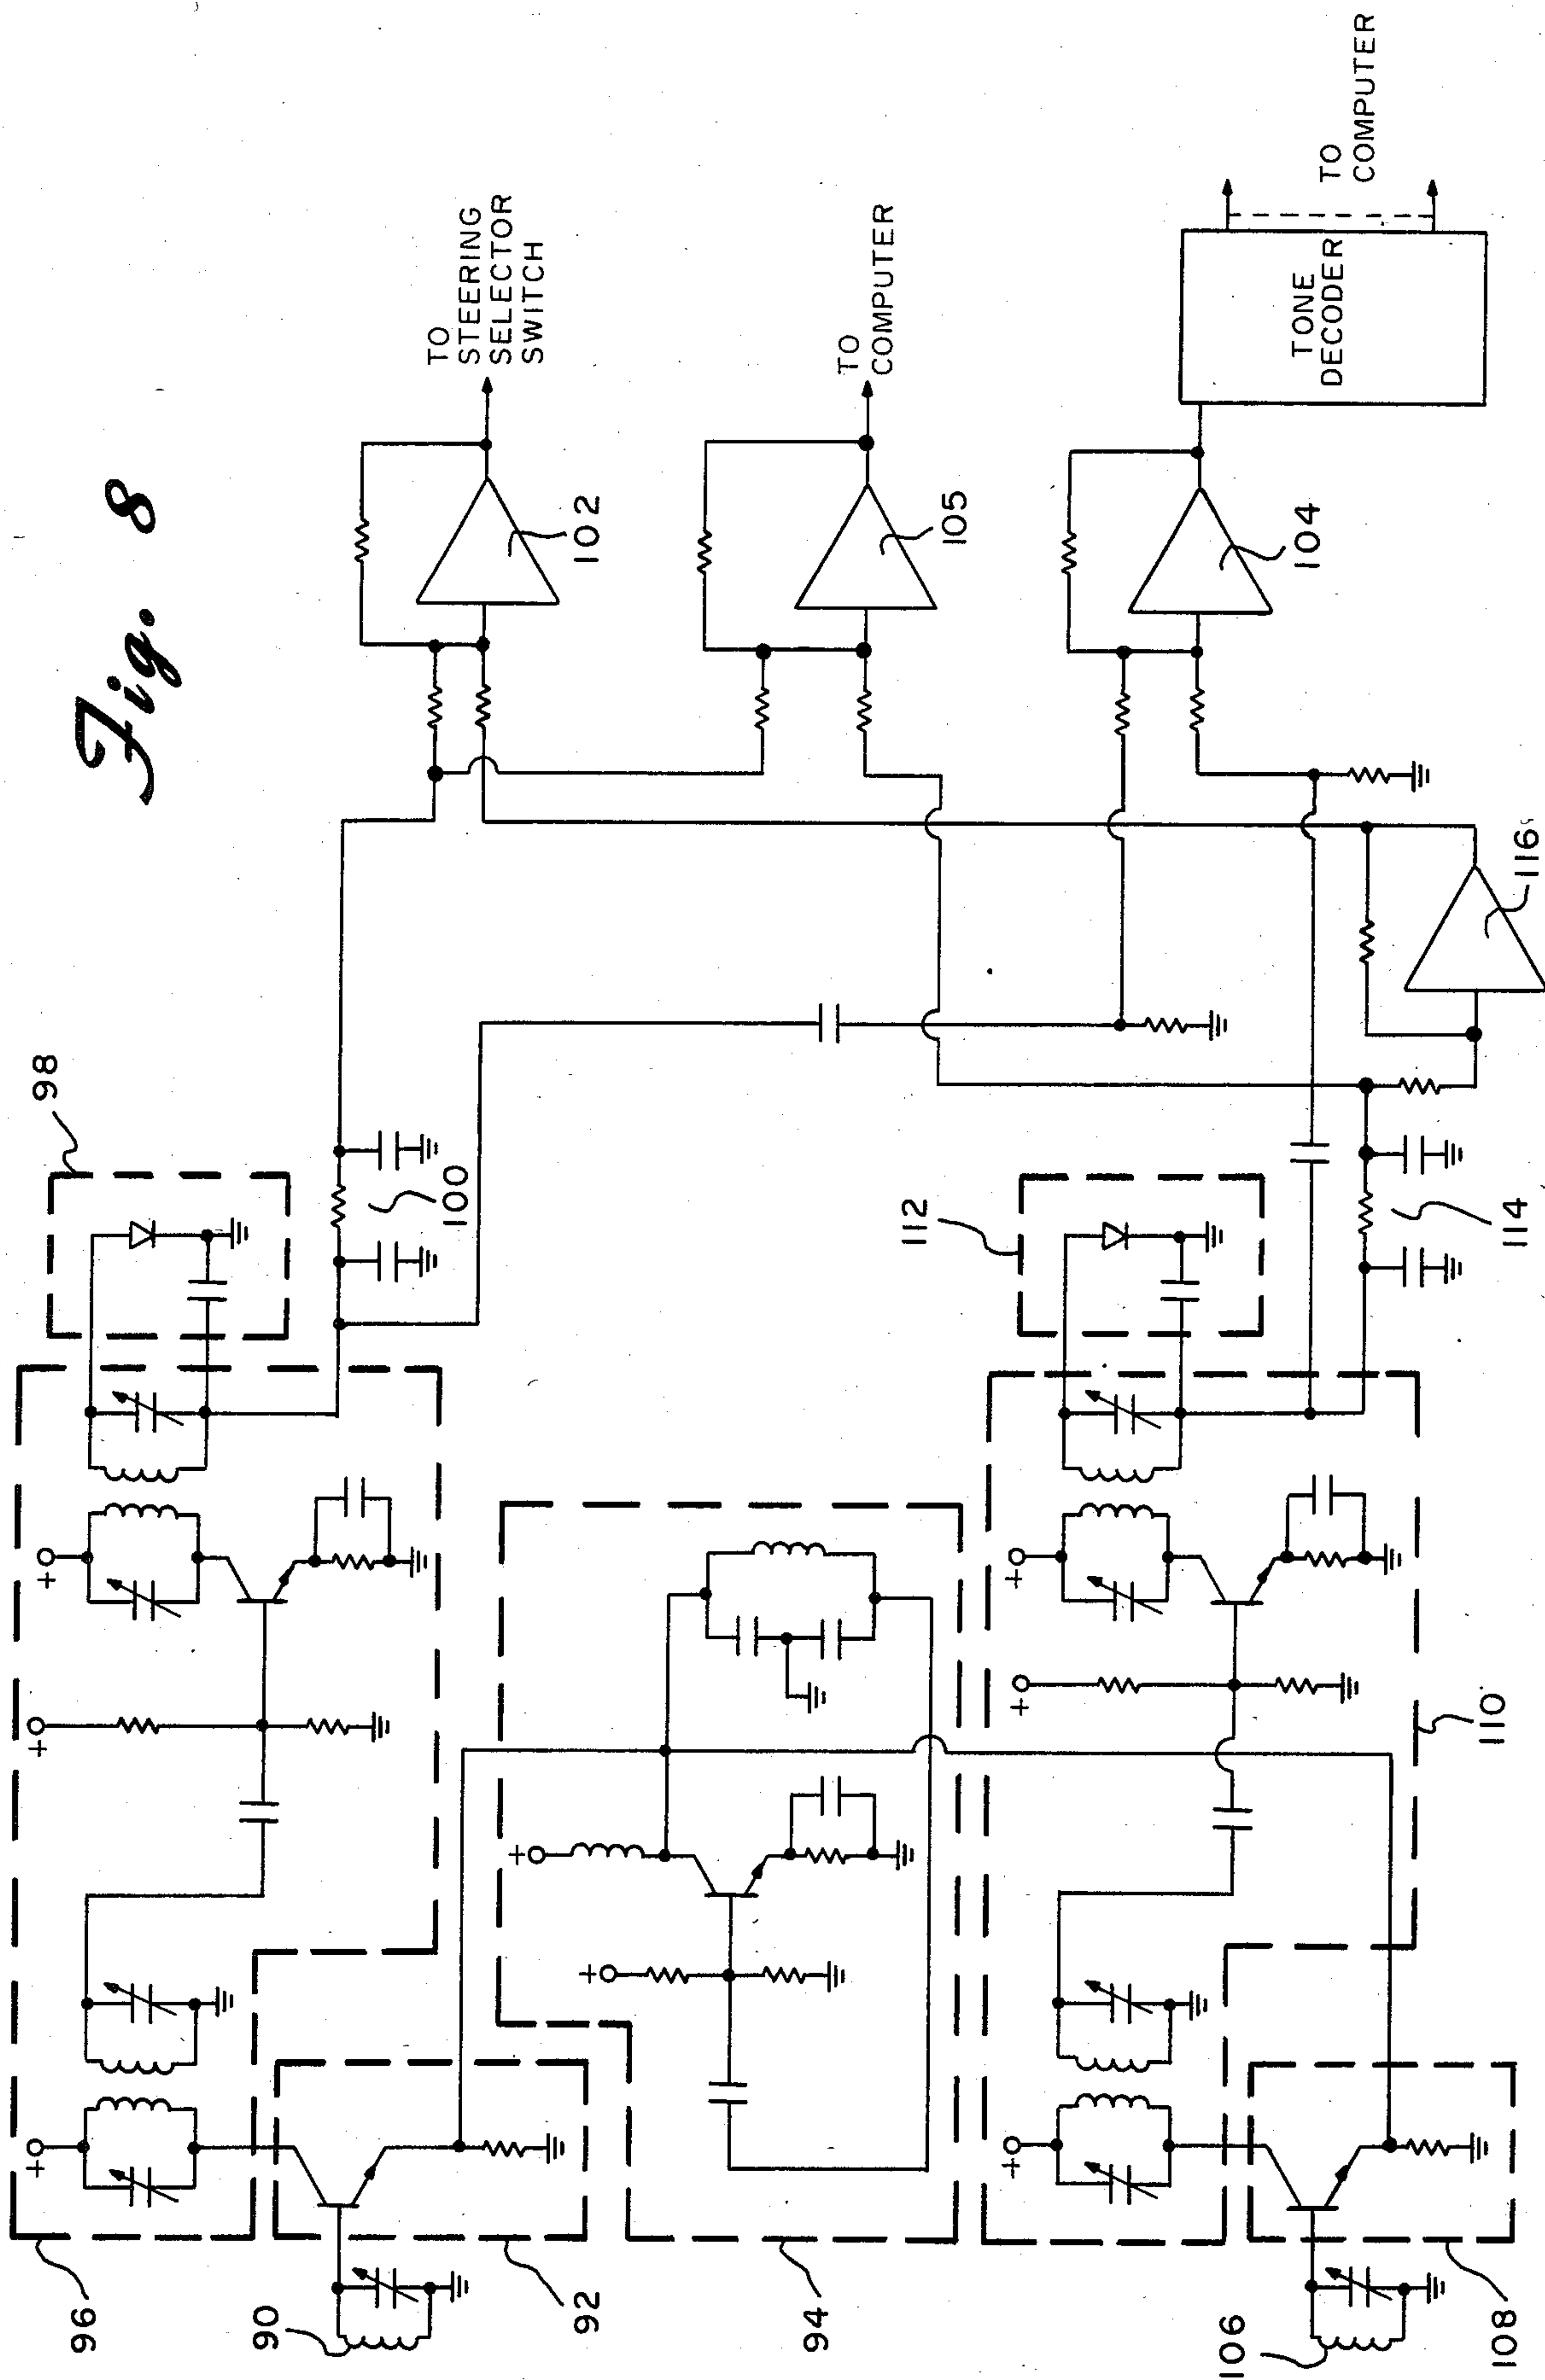 Fig. 8
98
100
96
90
92
94
112
114
110
106
108
116
102
105
104
TO
STEERING
SELECTOR
SWITCH
TO
COMPUTER
TONE
DECODER
TO
COMPUTER
+
+
+
+
+
+
+
+